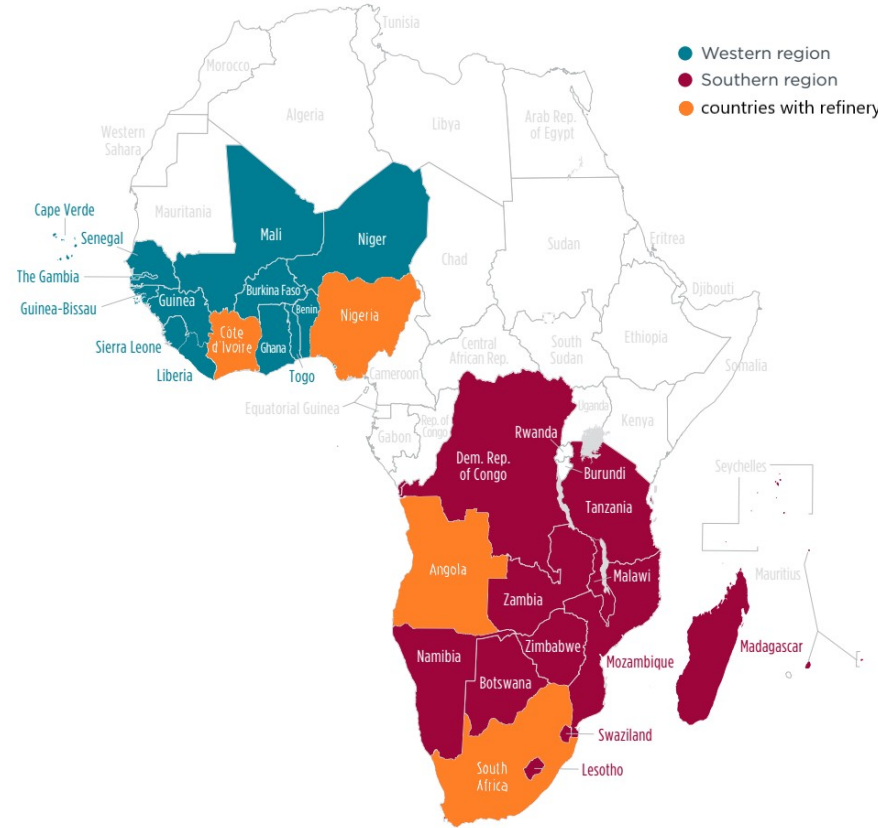 Tunisia
Morocco
Western region
Southern region
countries with refinery
Algeria
Libya
Arab Rep.
of Egypt
Western
Sahara
Mauritania
Cape Verde
Senegal
Mali
Niger
Chad
Sudan
Eritrea
The Gambia
Guinea-Bissau
Guinea
Burkina Faso
Benin
Nigeria
Djibouti
Sierra Leone
Côte
d'Ivoire
Ghana
Liberia
Togo
Central
African Rep.
South
Sudan
Ethiopia
Somalia
Cameroon
Equatorial Guinea
Gabon
Rep. of
Congo
Uganda
Kenya
Rwanda
Dem. Rep.
of Congo
Burundi
Tanzania
Seychelles
Angola
Malawi
Mauritius
Zambia
Namibia
Zimbabwe
Mozambique
Madagascar
Botswana
Swaziland
South
Africa
Lesotho